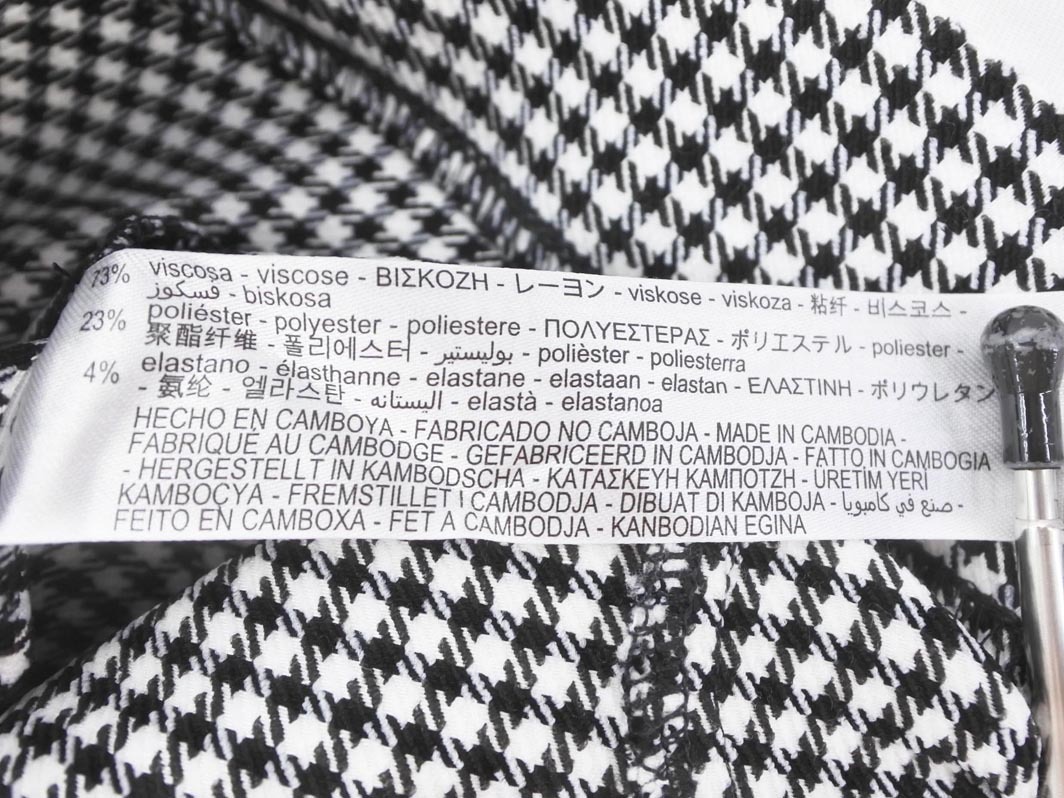 73% viscosa - viscose - ΒΙΣΚΟΖΗ - レーヨン - viskose - viskoza - 粘纤 - 비스코스 -
فسكوز - biskosa
23% poliéster - polyester - poliestere - ΠΟΛΥΕΣΤΕΡΑΣ - ポリエステル - poliester -
聚酯纤维 - 폴리에스터 - بوليستير - polièster - poliesterra
4% elastano - élasthanne - elastane - elastaan - elastan - ΕΛΑΣΤΙΝΗ - ポリウレタン
- 氨纶 - 엘라스탄 - اليستانه - elastà - elastanoa
HECHO EN CAMBOYA - FABRICADO NO CAMBOJA - MADE IN CAMBODIA -
FABRIQUÉ AU CAMBODGE - GEFABRICEERD IN CAMBODJA - FATTO IN CAMBOGIA
- HERGESTELLT IN KAMBODSCHA - ΚΑΤΑΣΚΕΥΗ ΚΑΜΠΟΤΖΗ - ÜRETİM YERİ
KAMBOÇYA - FREMSTILLET I CAMBODJA - DIBUAT DI KAMBOJA - صنع في كامبويا -
FEITO EN CAMBOXA - FET A CAMBODJA - KANBODIAN EGINA